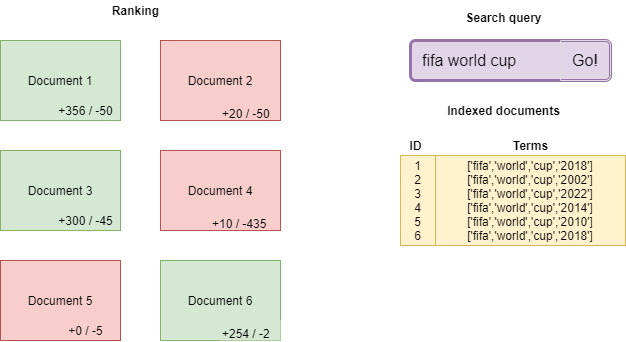 Ranking
Document 1
+356 / -50
Document 2
+20 / -50
Document 3
+300 / -45
Document 4
+10 / -435
Document 5
+0 / -5
Document 6
+254 / -2
Search query
fifa world cup
Go!
Indexed documents
ID Terms
1 ['fifa','world','cup','2018']
2 ['fifa','world','cup','2002']
3 ['fifa','world','cup','2022']
4 ['fifa','world','cup','2014']
5 ['fifa','world','cup','2010']
6 ['fifa','world','cup','2018']